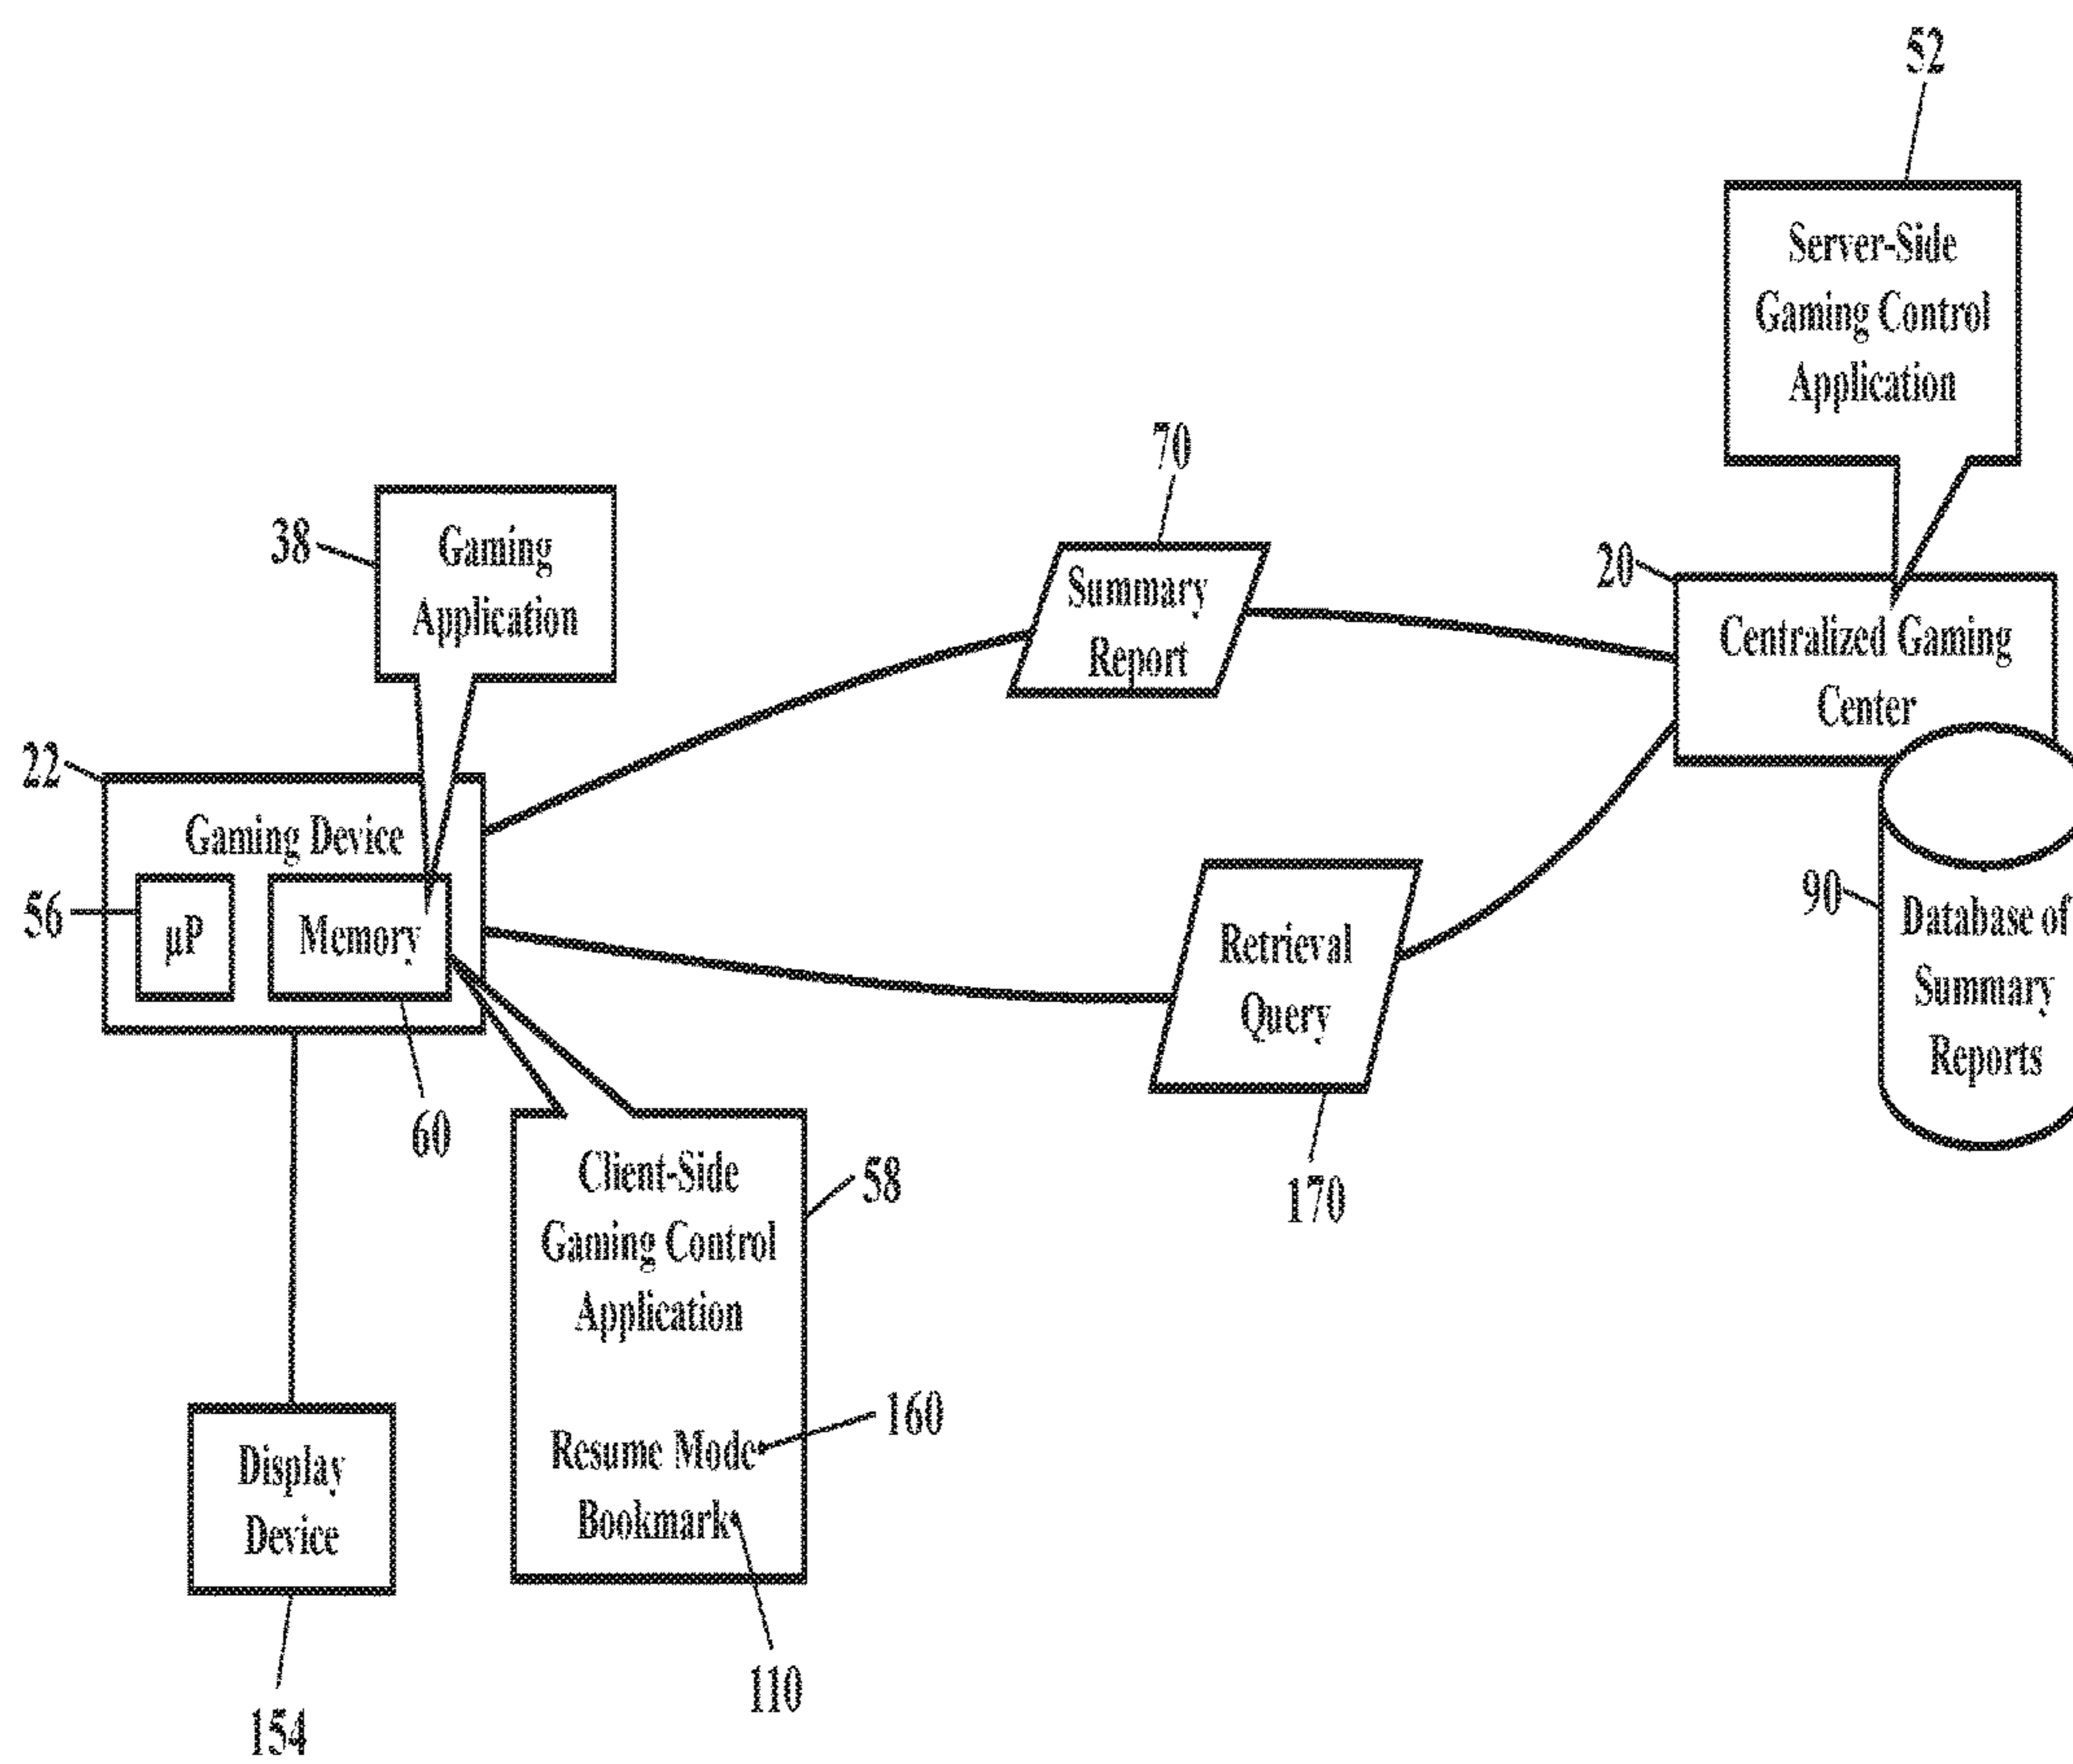 52
Server-Side
Gaming Control
Application
70
38
Gaming
Application
Summary
Report
20
Centralized Gaming
Center
22
Gaming Device
56
µP
Memory
60
Retrieval
Query
170
90
Database of
Summary
Reports
Client-Side
Gaming Control
Application
58
Resume Mode
160
Bookmark
110
Display
Device
154